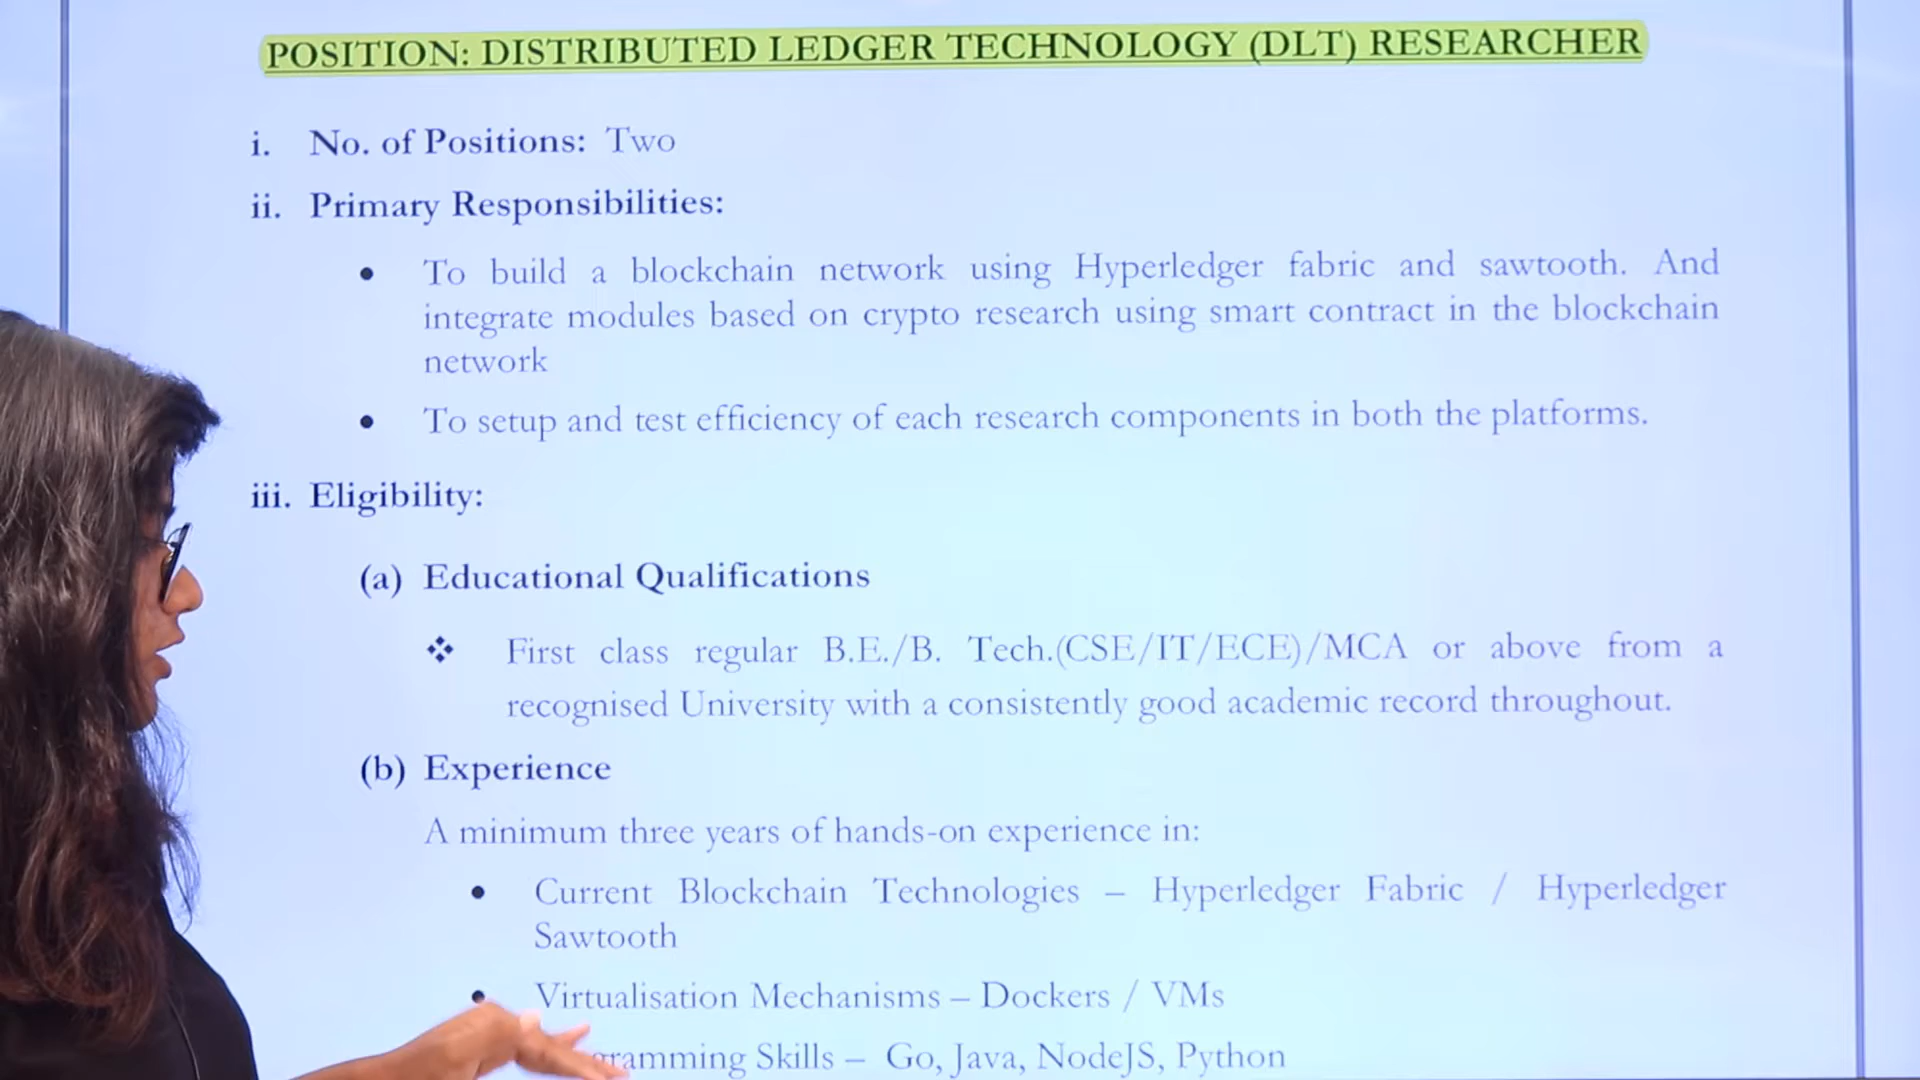 POSITION: DISTRIBUTED LEDGER TECHNOLOGY (DLT) RESEARCHER
i. No. of Positions: Two
ii. Primary Responsibilities:
• To build a blockchain network using Hyperledger fabric and sawtooth. And
integrate modules based on crypto research using smart contract in the blockchain
network
• To setup and test efficiency of each research components in both the platforms.
iii. Eligibility:
(a) Educational Qualifications
❖ First class regular B.E./B. Tech.(CSE/IT/ECE)/MCA or above from a
recognised University with a consistently good academic record throughout.
(b) Experience
A minimum three years of hands-on experience in:
• Current Blockchain Technologies – Hyperledger Fabric / Hyperledger
Sawtooth
• Virtualisation Mechanisms – Dockers / VMs
Skills – Go, Java, NodeJS, Python